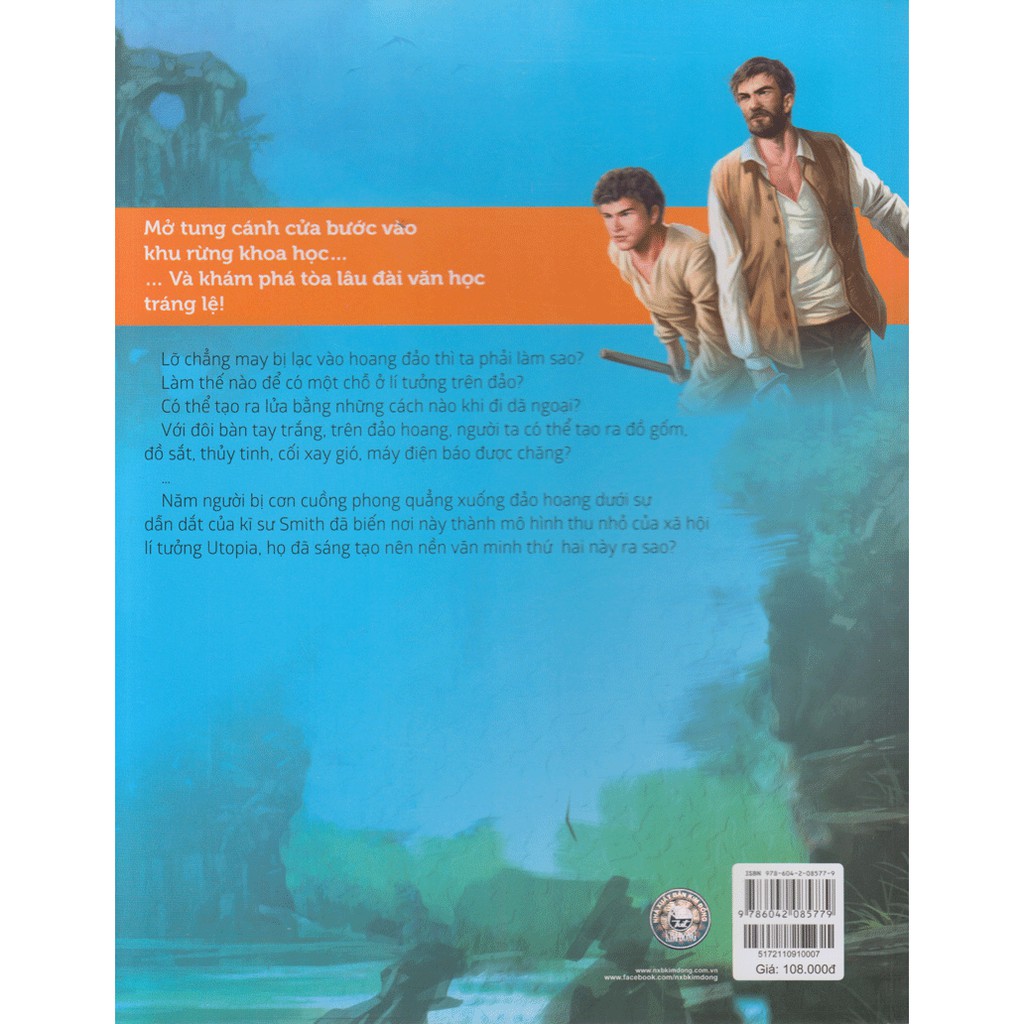 Mở tung cánh cửa bước vào
khu rừng khoa học...
... Và khám phá tòa lâu đài văn học
tráng lệ!
Lỡ chẳng may bị lạc vào hoang đảo thì ta phải làm sao?
Làm thế nào để có một chỗ ở lí tưởng trên đảo?
Có thể tạo ra lửa bằng những cách nào khi đi dã ngoại?
Với đôi bàn tay trắng, trên đảo hoang, người ta có thể tạo ra đồ gốm,
đồ sắt, thủy tinh, cối xay gió, máy điện báo được chăng?
...
Năm người bị cơn cuồng phong quẳng xuống đảo hoang dưới sự
dẫn dắt của kĩ sư Smith đã biến nơi này thành mô hình thu nhỏ của xã hội
lí tưởng Utopia, họ đã sáng tạo nên nền văn minh thứ hai này ra sao?
NHÀ XUẤT BẢN KIM ĐỒNG
www.nxbkimdong.com.vn
www.facebook.com/nxbkimdong
ISBN 978-604-2-08577-9
9 786042 085779
5172110910007
Giá: 108.000đ